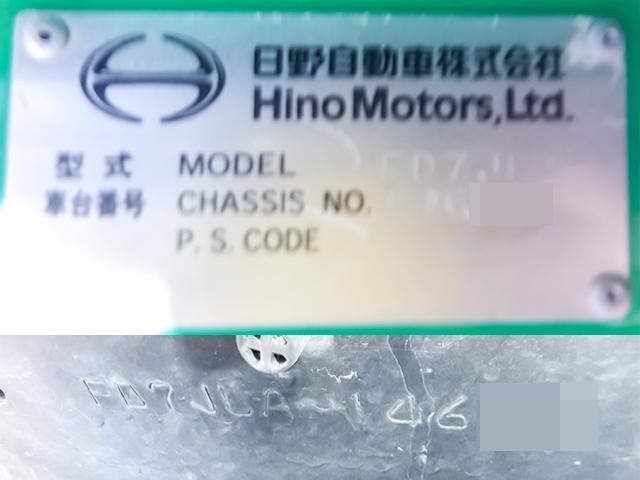 日野自動車株式会社
Hino Motors, Ltd.
型式 MODEL FD7J
車台番号 CHASSIS NO.
P. S. CODE
FD7JLA-146